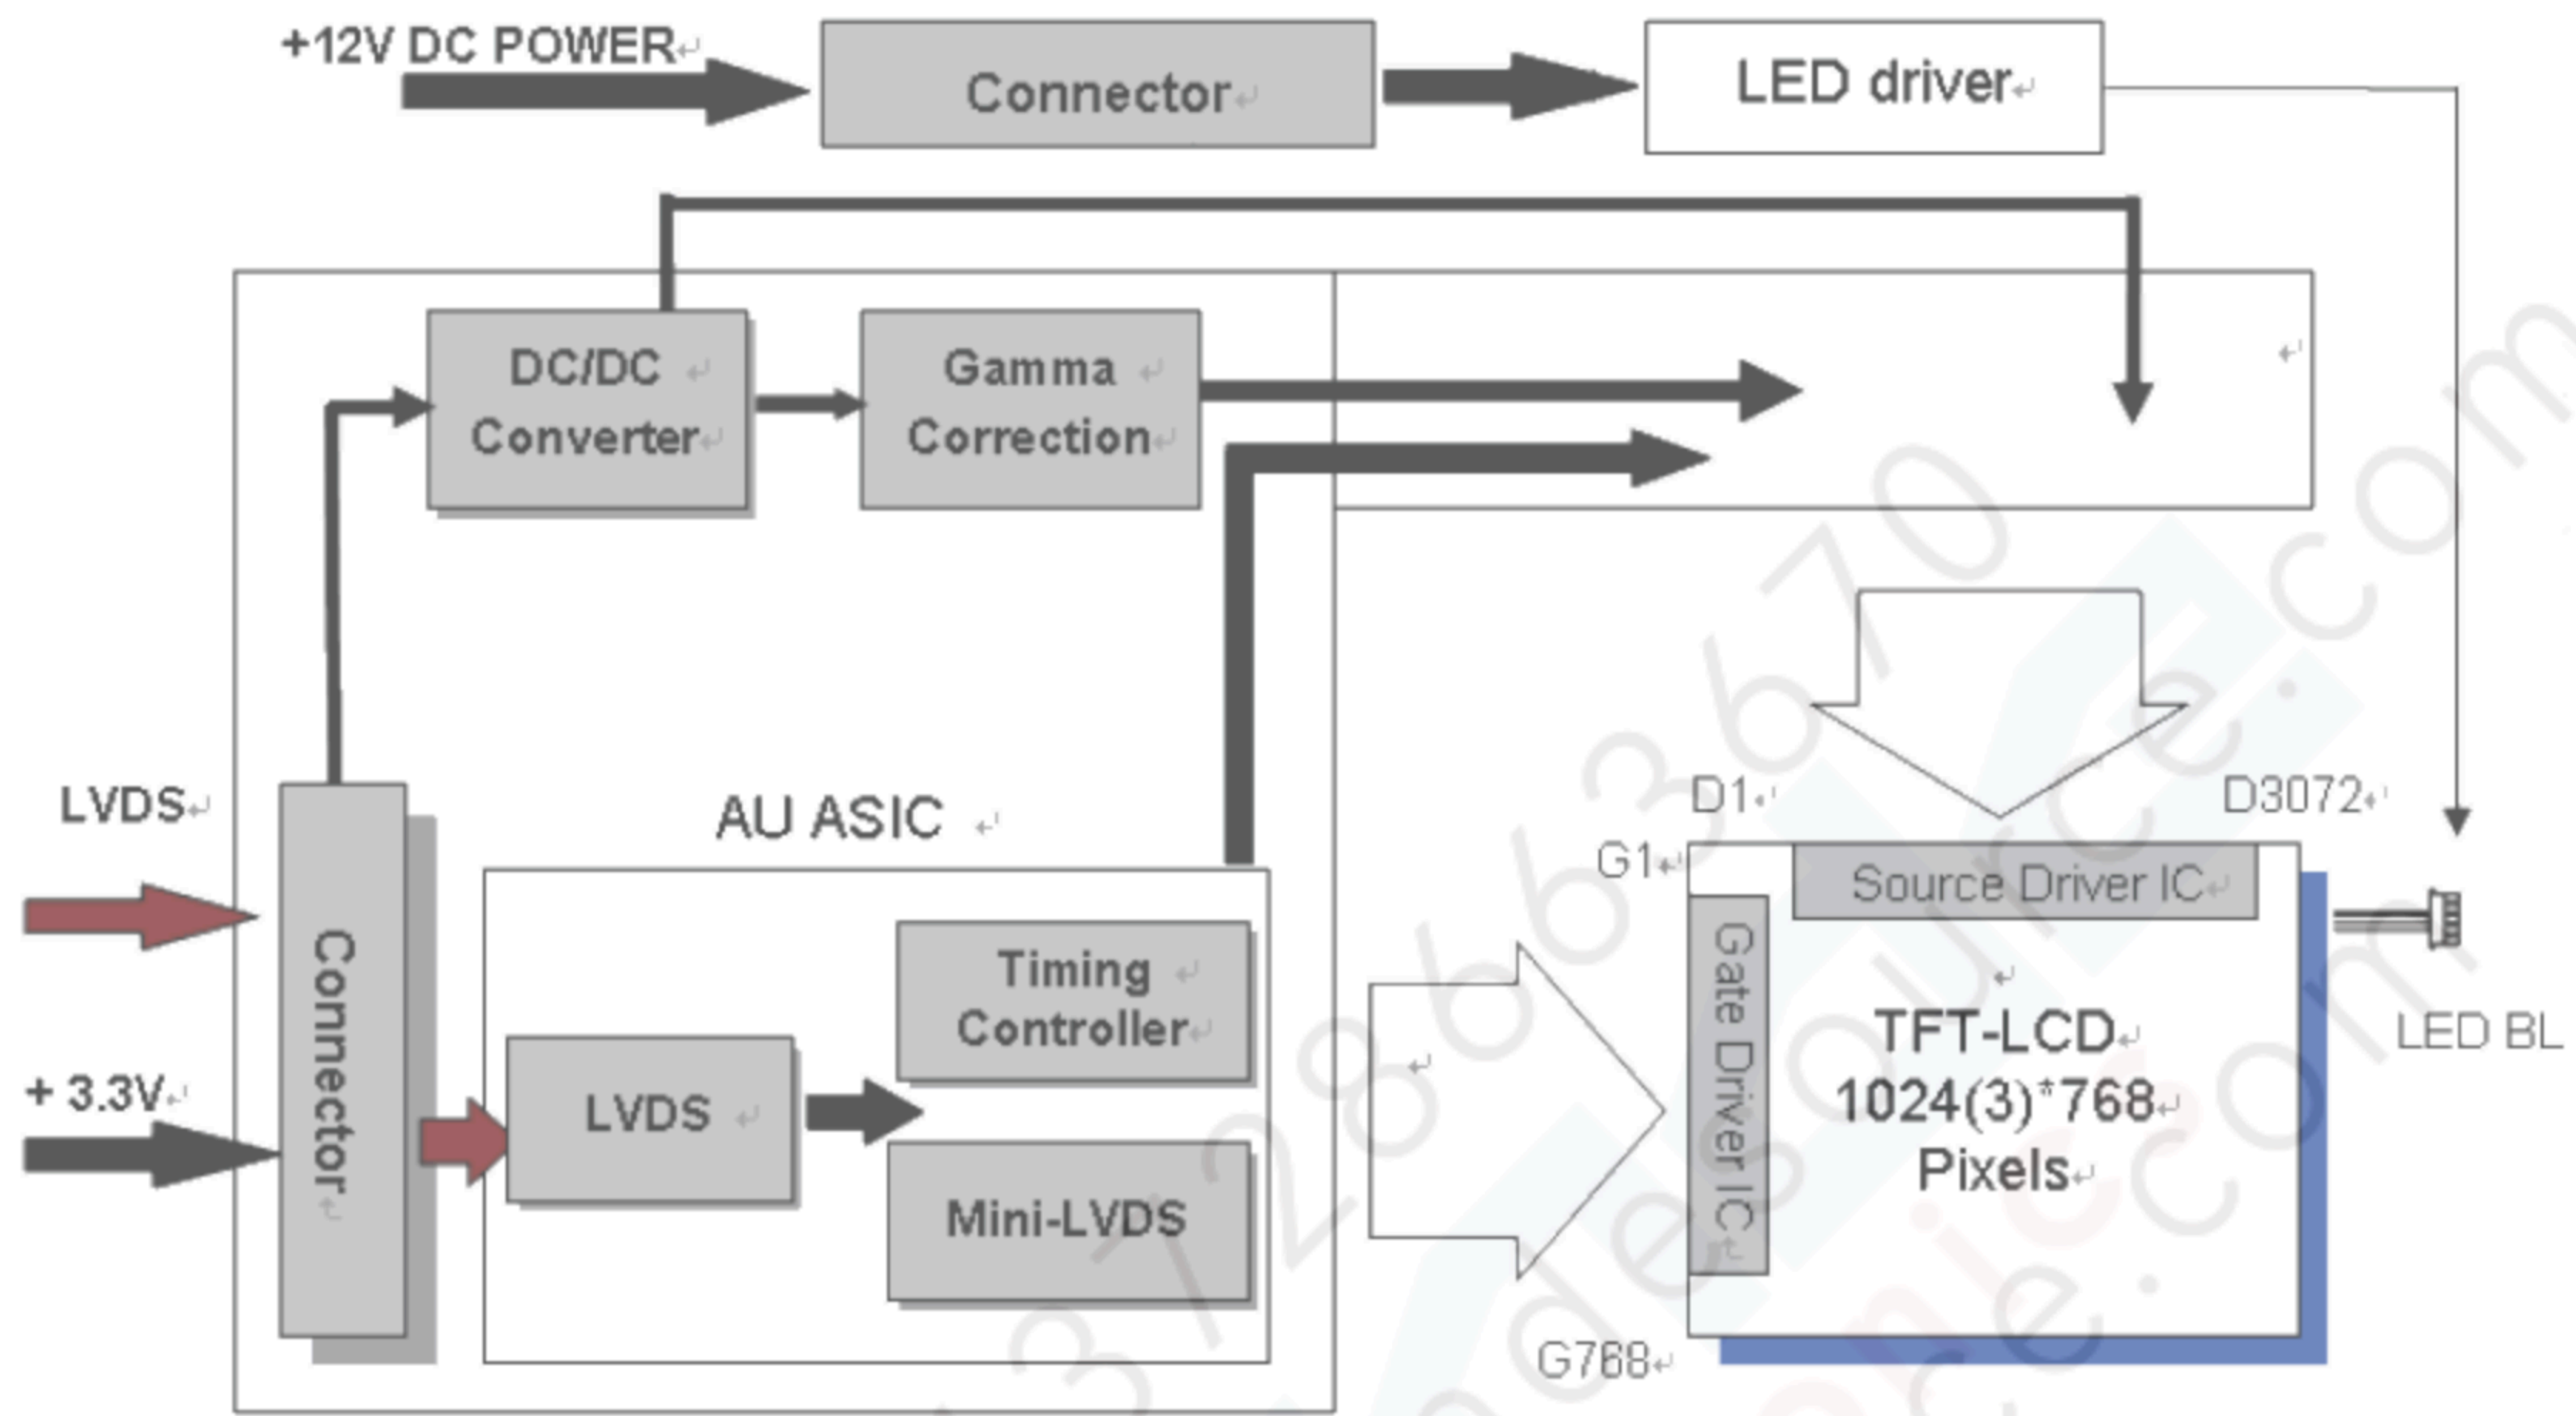 +12V DC POWER
Connector
LED driver
DC/DC
Converter
Gamma
Correction
LVDS
+ 3.3V
Connector
AU ASIC
LVDS
Timing
Controller
Mini-LVDS
D1
D3072
G1
G768
Source Driver IC
Gate Driver IC
TFT-LCD
1024(3)*768
Pixels
LED BL